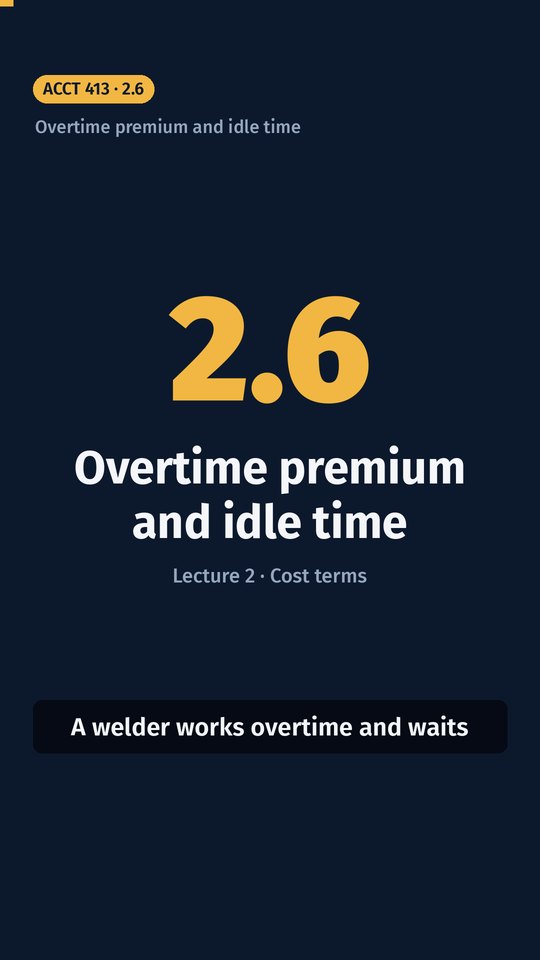 ACCT 413 · 2.6
Overtime premium and idle time
2.6
Overtime premium
and idle time
Lecture 2 · Cost terms
A welder works overtime and waits